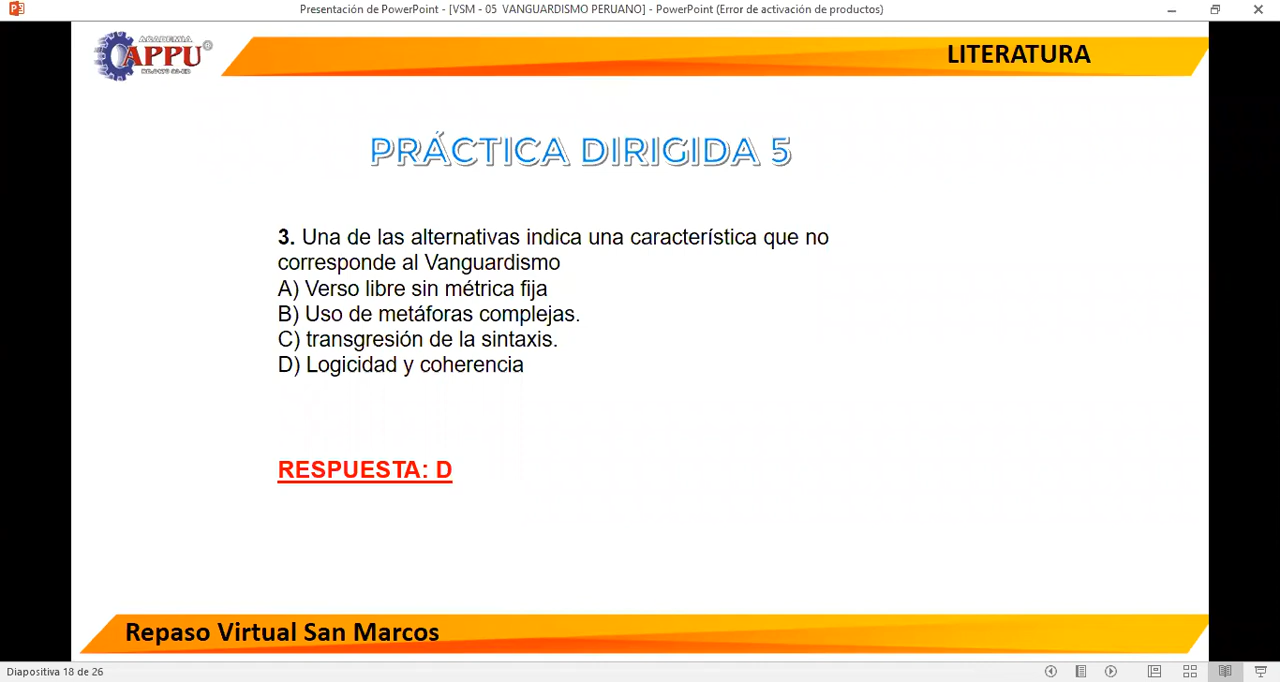 Presentación de PowerPoint - [VSM - 05 VANGUARDISMO PERUANO] - PowerPoint (Error de activación de productos)
ACADEMIA
APPU
LITERATURA
PRÁCTICA DIRIGIDA 5
3. Una de las alternativas indica una característica que no
corresponde al Vanguardismo
A) Verso libre sin métrica fija
B) Uso de metáforas complejas.
C) transgresión de la sintaxis.
D) Logicidad y coherencia
RESPUESTA: D
Repaso Virtual San Marcos
Diapositiva 18 de 26